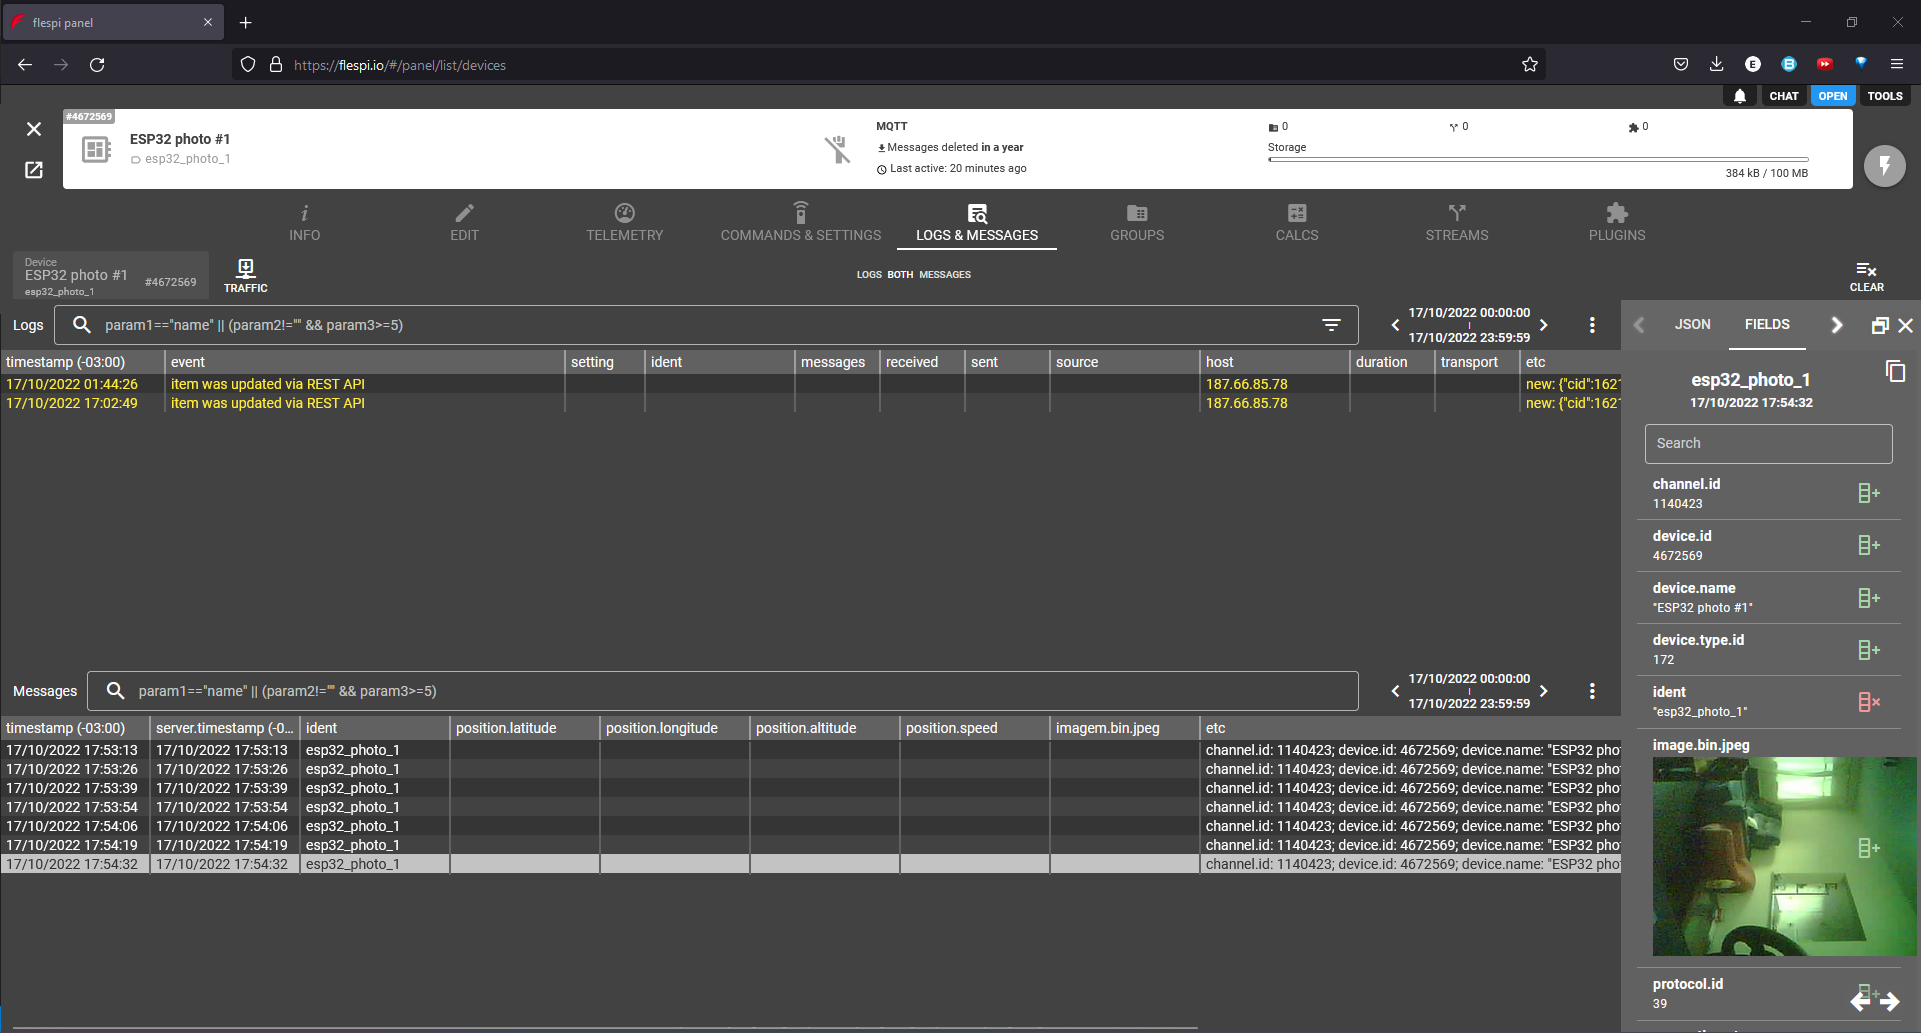 flespi panel
https://flespi.io/#/panel/list/devices
CHAT
OPEN
TOOLS
#4672569
ESP32 photo #1
esp32_photo_1
MQTT
Messages deleted in a year
Last active: 20 minutes ago
0
0
0
Storage
384 kB / 100 MB
INFO
EDIT
TELEMETRY
COMMANDS & SETTINGS
LOGS & MESSAGES
GROUPS
CALCS
STREAMS
PLUGINS
Device
ESP32 photo #1
#4672569
esp32_photo_1
TRAFFIC
LOGS BOTH MESSAGES
CLEAR
Logs
param1=="name" || (param2!="" && param3>=5)
17/10/2022 00:00:00
17/10/2022 23:59:59
timestamp (-03:00) event setting ident messages received sent source host duration transport etc
17/10/2022 01:44:26 item was updated via REST API 187.66.85.78 new: {"cid":1621
17/10/2022 17:02:49 item was updated via REST API 187.66.85.78 new: {"cid":1621
Messages
param1=="name" || (param2!="" && param3>=5)
17/10/2022 00:00:00
17/10/2022 23:59:59
timestamp (-03:00) server.timestamp (-0... ident position.latitude position.longitude position.altitude position.speed imagem.bin.jpeg etc
17/10/2022 17:53:13 17/10/2022 17:53:13 esp32_photo_1 channel.id: 1140423; device.id: 4672569; device.name: "ESP32 pho
17/10/2022 17:53:26 17/10/2022 17:53:26 esp32_photo_1 channel.id: 1140423; device.id: 4672569; device.name: "ESP32 pho
17/10/2022 17:53:39 17/10/2022 17:53:39 esp32_photo_1 channel.id: 1140423; device.id: 4672569; device.name: "ESP32 pho
17/10/2022 17:53:54 17/10/2022 17:53:54 esp32_photo_1 channel.id: 1140423; device.id: 4672569; device.name: "ESP32 pho
17/10/2022 17:54:06 17/10/2022 17:54:06 esp32_photo_1 channel.id: 1140423; device.id: 4672569; device.name: "ESP32 pho
17/10/2022 17:54:19 17/10/2022 17:54:19 esp32_photo_1 channel.id: 1140423; device.id: 4672569; device.name: "ESP32 pho
17/10/2022 17:54:32 17/10/2022 17:54:32 esp32_photo_1 channel.id: 1140423; device.id: 4672569; device.name: "ESP32 pho
JSON
FIELDS
esp32_photo_1
17/10/2022 17:54:32
Search
channel.id
1140423
device.id
4672569
device.name
"ESP32 photo #1"
device.type.id
172
ident
"esp32_photo_1"
image.bin.jpeg
protocol.id
39